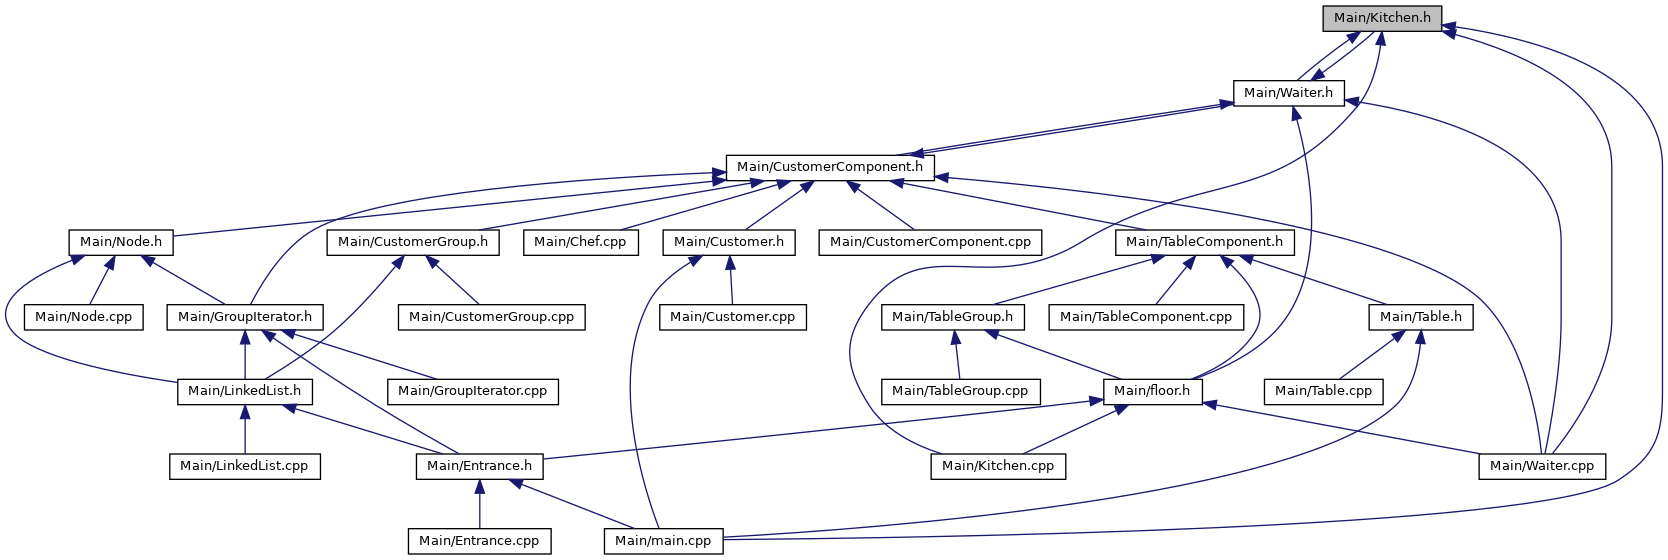 Main/Kitchen.h
Main/Waiter.h
Main/CustomerComponent.h
Main/Node.h
Main/CustomerGroup.h
Main/Chef.cpp
Main/Customer.h
Main/CustomerComponent.cpp
Main/TableComponent.h
Main/Node.cpp
Main/GroupIterator.h
Main/CustomerGroup.cpp
Main/Customer.cpp
Main/TableGroup.h
Main/TableComponent.cpp
Main/Table.h
Main/LinkedList.h
Main/GroupIterator.cpp
Main/TableGroup.cpp
Main/floor.h
Main/Table.cpp
Main/LinkedList.cpp
Main/Entrance.h
Main/Kitchen.cpp
Main/Waiter.cpp
Main/Entrance.cpp
Main/main.cpp